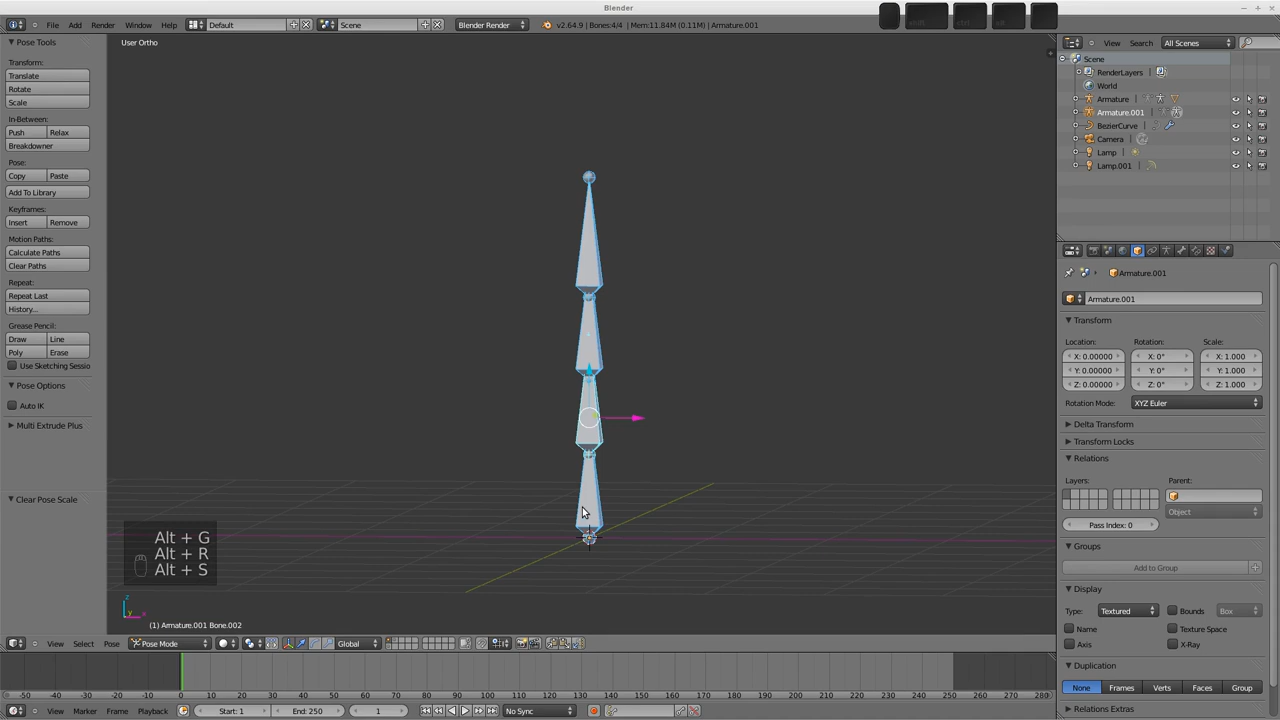 Blender
File Add Render Window Help Default Scene Blender Render v2.64.9 | Bones:4/4 | Mem:11.84M (0.11M) | Armature.001
Pose Tools
Transform:
Translate
Rotate
Scale
In-Between:
Push Relax
Breakdowner
Pose:
Copy Paste
Add To Library
Keyframes:
Insert Remove
Motion Paths:
Calculate Paths
Clear Paths
Repeat:
Repeat Last
History...
Grease Pencil:
Draw Line
Poly Erase
Use Sketching Sessio
Pose Options
Auto IK
Multi Extrude Plus
Clear Pose Scale
User Ortho
Alt + G
Alt + R
Alt + S
z
y x
(1) Armature.001 Bone.002
View Select Pose Pose Mode Global
-50 -40 -30 -20 -10 0 10 20 30 40 50 60 70 80 90 100 110 120 130 140 150 160 170 180 190 200 210 220 230 240 250 260 270 280
View Marker Frame Playback Start: 1 End: 250 1 No Sync
View Search All Scenes
Scene
RenderLayers |
World
Armature |
Armature.001 |
BezierCurve |
Camera |
Lamp |
Lamp.001 |
Armature.001
Armature.001
Transform
Location: Rotation: Scale:
X: 0.00000 X: 0° X: 1.000
Y: 0.00000 Y: 0° Y: 1.000
Z: 0.00000 Z: 0° Z: 1.000
Rotation Mode: XYZ Euler
Delta Transform
Transform Locks
Relations
Layers: Parent:
Object
Pass Index: 0
Groups
Add to Group
Display
Type: Textured Bounds Box
Name Texture Space
Axis X-Ray
Duplication
None Frames Verts Faces Group
Relations Extras